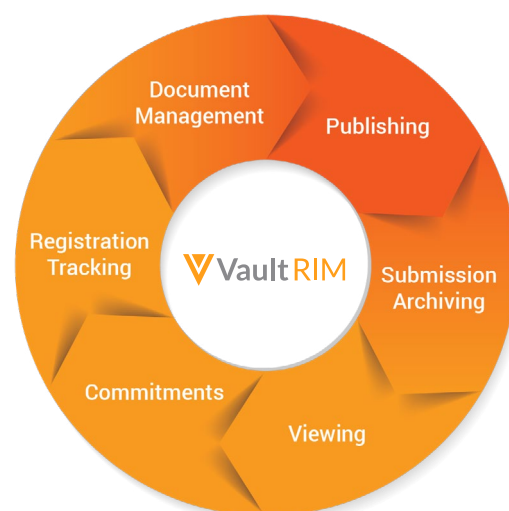 Document
Management
Publishing
Submission
Archiving
Viewing
Commitments
Registration
Tracking
Vault RIM